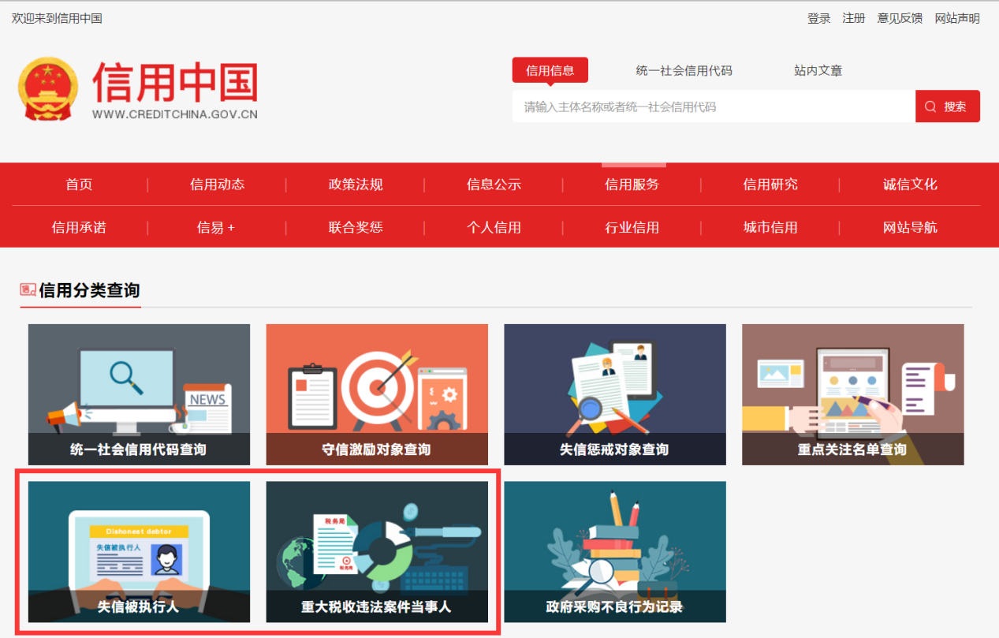 欢迎来到信用中国
登录 注册 意见反馈 网站声明
信用中国
WWW.CREDITCHINA.GOV.CN
信用信息 统一社会信用代码 站内文章
请输入主体名称或者统一社会信用代码
搜索
首页 信用动态 政策法规 信息公示 信用服务 信用研究 诚信文化
信用承诺 信易 + 联合奖惩 个人信用 行业信用 城市信用 网站导航
信用分类查询
NEWS
统一社会信用代码查询 守信激励对象查询 失信惩戒对象查询 重点关注名单查询
Dishonest debtor
失信被执行人
税务局
税务局
失信被执行人 重大税收违法案件当事人 政府采购不良行为记录